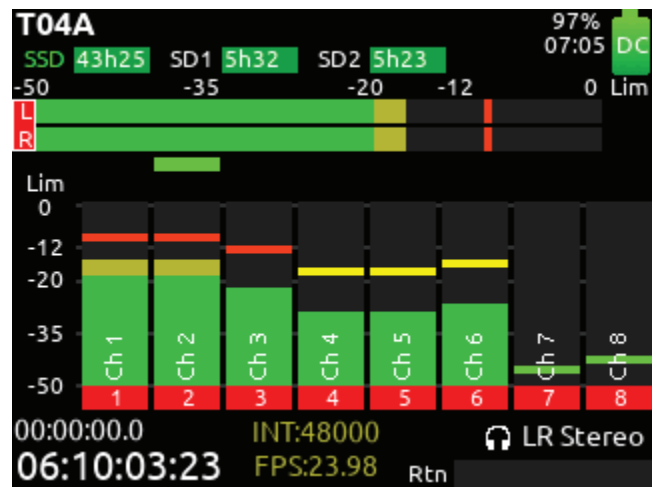 T04A 97%
SSD 43h25 SD1 5h32 SD2 5h23 07:05 DC
-50 -35 -20 -12 0 Lim
L
R
Lim
0
-12
-20
-35
-50
Ch 1 Ch 2 Ch 3 Ch 4 Ch 5 Ch 6 Ch 7 Ch 8
1 2 3 4 5 6 7 8
00:00:00.0 INT:48000 LR Stereo
06:10:03:23 FPS:23.98 Rtn